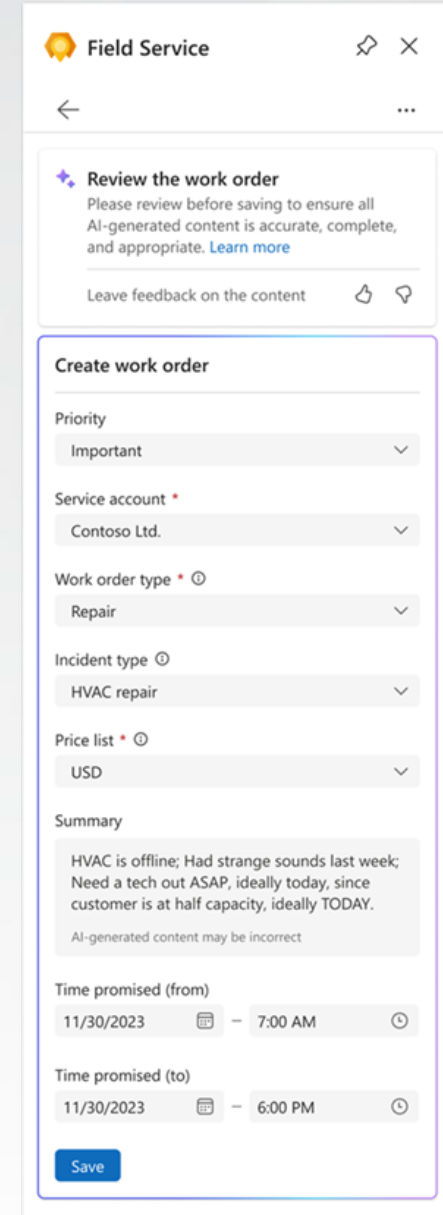 Field Service
Review the work order
Please review before saving to ensure all
AI-generated content is accurate, complete,
and appropriate. Learn more
Leave feedback on the content
Create work order
Priority
Important
Service account *
Contoso Ltd.
Work order type *
Repair
Incident type
HVAC repair
Price list *
USD
Summary
HVAC is offline; Had strange sounds last week;
Need a tech out ASAP, ideally today, since
customer is at half capacity, ideally TODAY.
AI-generated content may be incorrect
Time promised (from)
11/30/2023 – 7:00 AM
Time promised (to)
11/30/2023 – 6:00 PM
Save